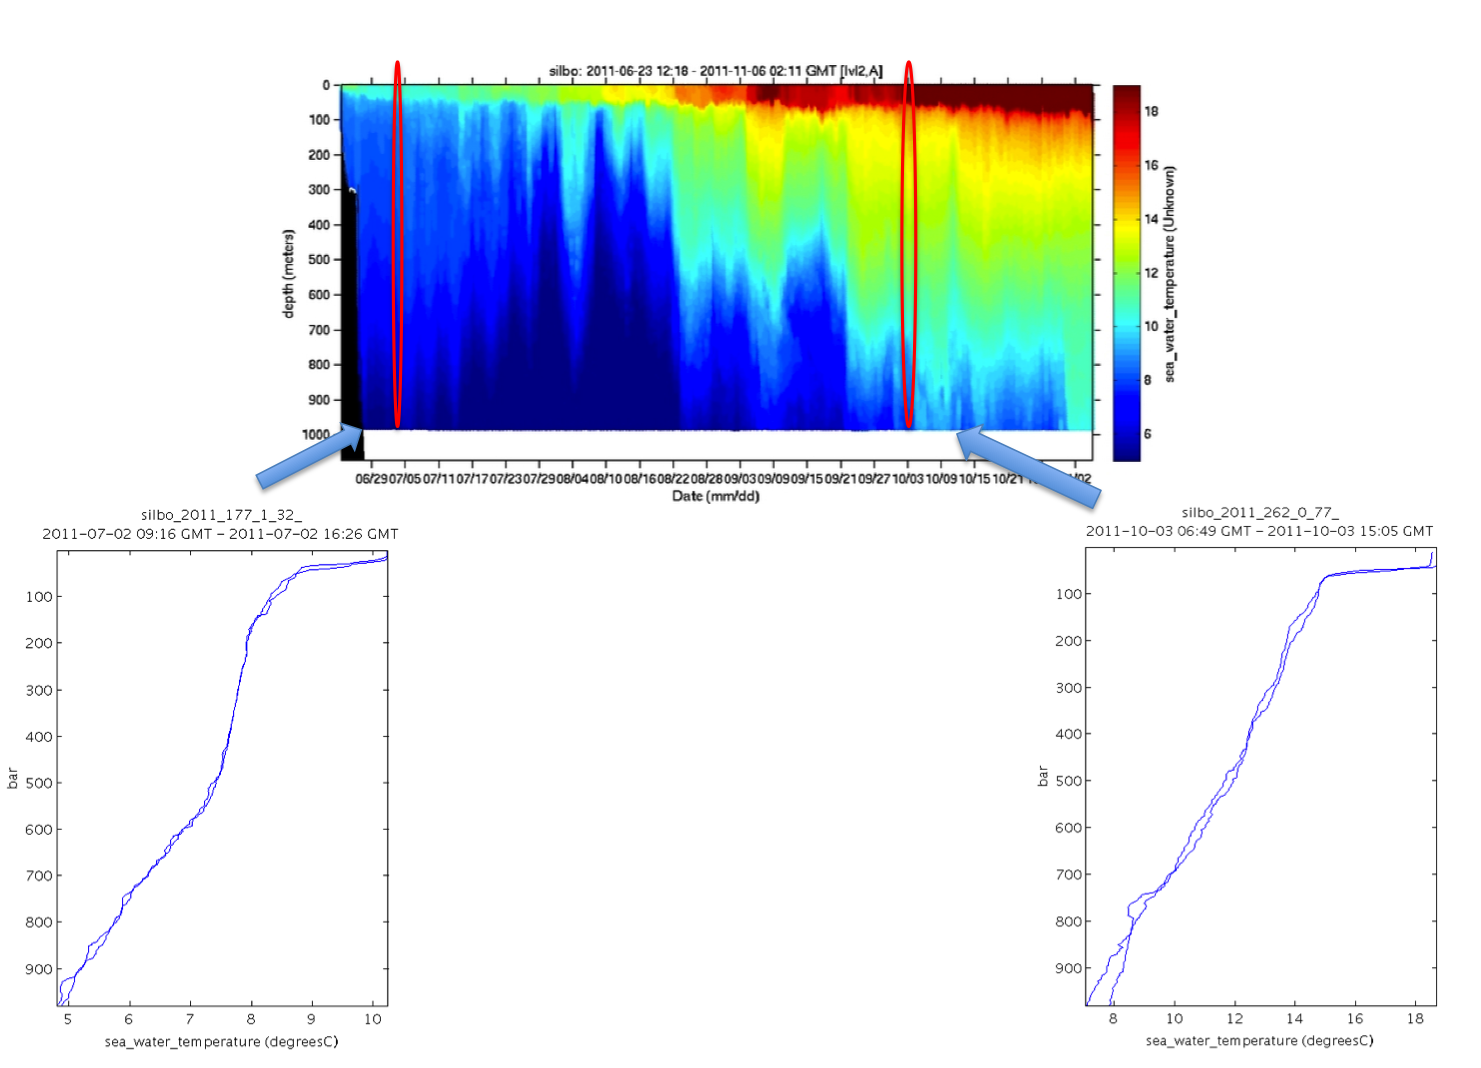 silbo: 2011-06-23 12:18 - 2011-11-06 02:11 GMT [lvl2,A]
0
100
200
300
400
500
600
700
800
900
1000
depth (meters)
06/29 07/05 07/11 07/17 07/23 07/29 08/04 08/10 08/16 08/22 08/28 09/03 09/09 09/15 09/21 09/27 10/03 10/09 10/15 10/21
Date (mm/dd)
18
16
14
12
10
8
6
sea_water_temperature (Unknown)
silbo_2011_177_1_32_
2011-07-02 09:16 GMT - 2011-07-02 16:26 GMT
100
200
300
400
500
600
700
800
900
bar
5 6 7 8 9 10
sea_water_temperature (degreesC)
silbo_2011_262_0_77_
2011-10-03 06:49 GMT - 2011-10-03 15:05 GMT
100
200
300
400
500
600
700
800
900
bar
8 10 12 14 16 18
sea_water_temperature (degreesC)